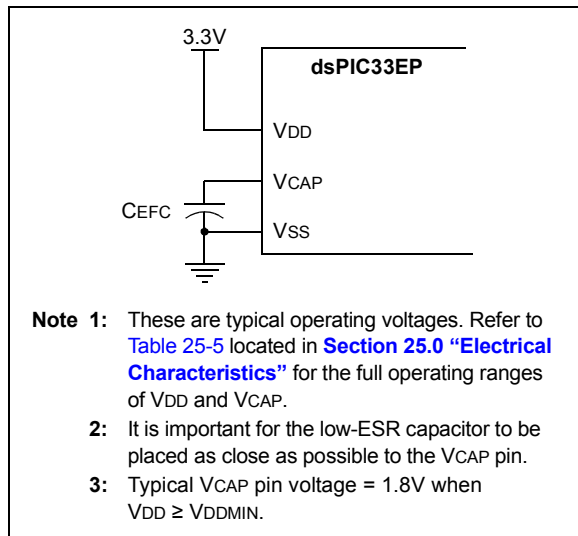 3.3V
dsPIC33EP
VDD
VCAP
CEFC
VSS
Note 1: These are typical operating voltages. Refer to
Table 25-5 located in Section 25.0 “Electrical
Characteristics” for the full operating ranges
of VDD and VCAP.
2: It is important for the low-ESR capacitor to be
placed as close as possible to the VCAP pin.
3: Typical VCAP pin voltage = 1.8V when
VDD ≥ VDDMIN.